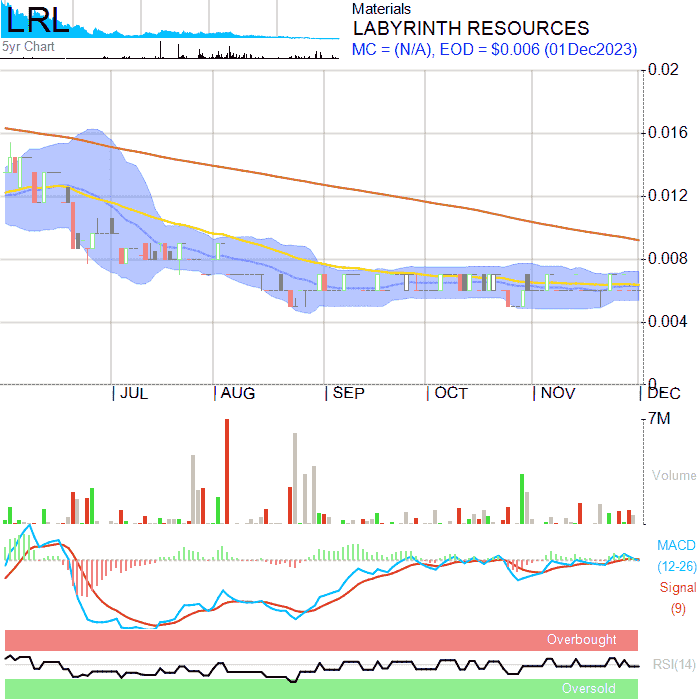 LRL
5yr Chart
Materials
LABYRINTH RESOURCES
MC = (N/A), EOD = $0.006 (01Dec2023)
0.02
0.016
0.012
0.008
0.004
0
JUL
AUG
SEP
OCT
NOV
DEC
7M
Volume
MACD
(12-26)
Signal
(9)
Overbought
RSI(14)
Oversold